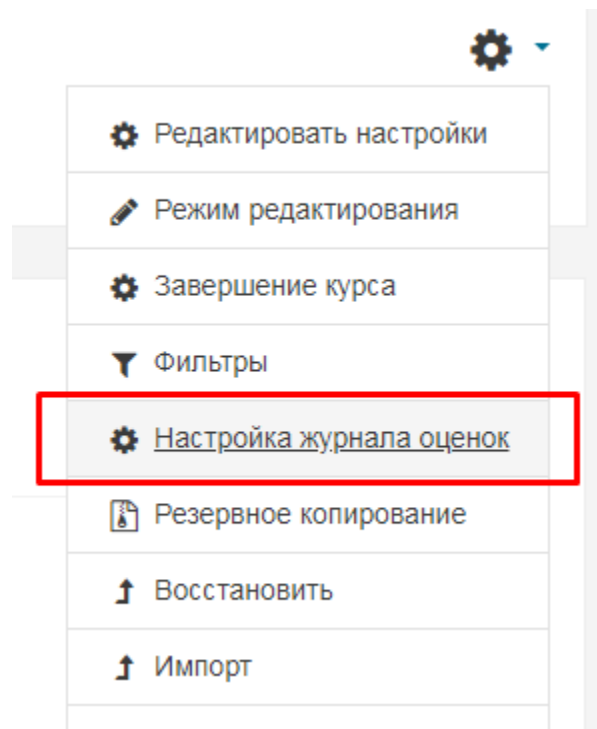 Редактировать настройки
Режим редактирования
Завершение курса
Фильтры
Настройка журнала оценок
Резервное копирование
Восстановить
Импорт